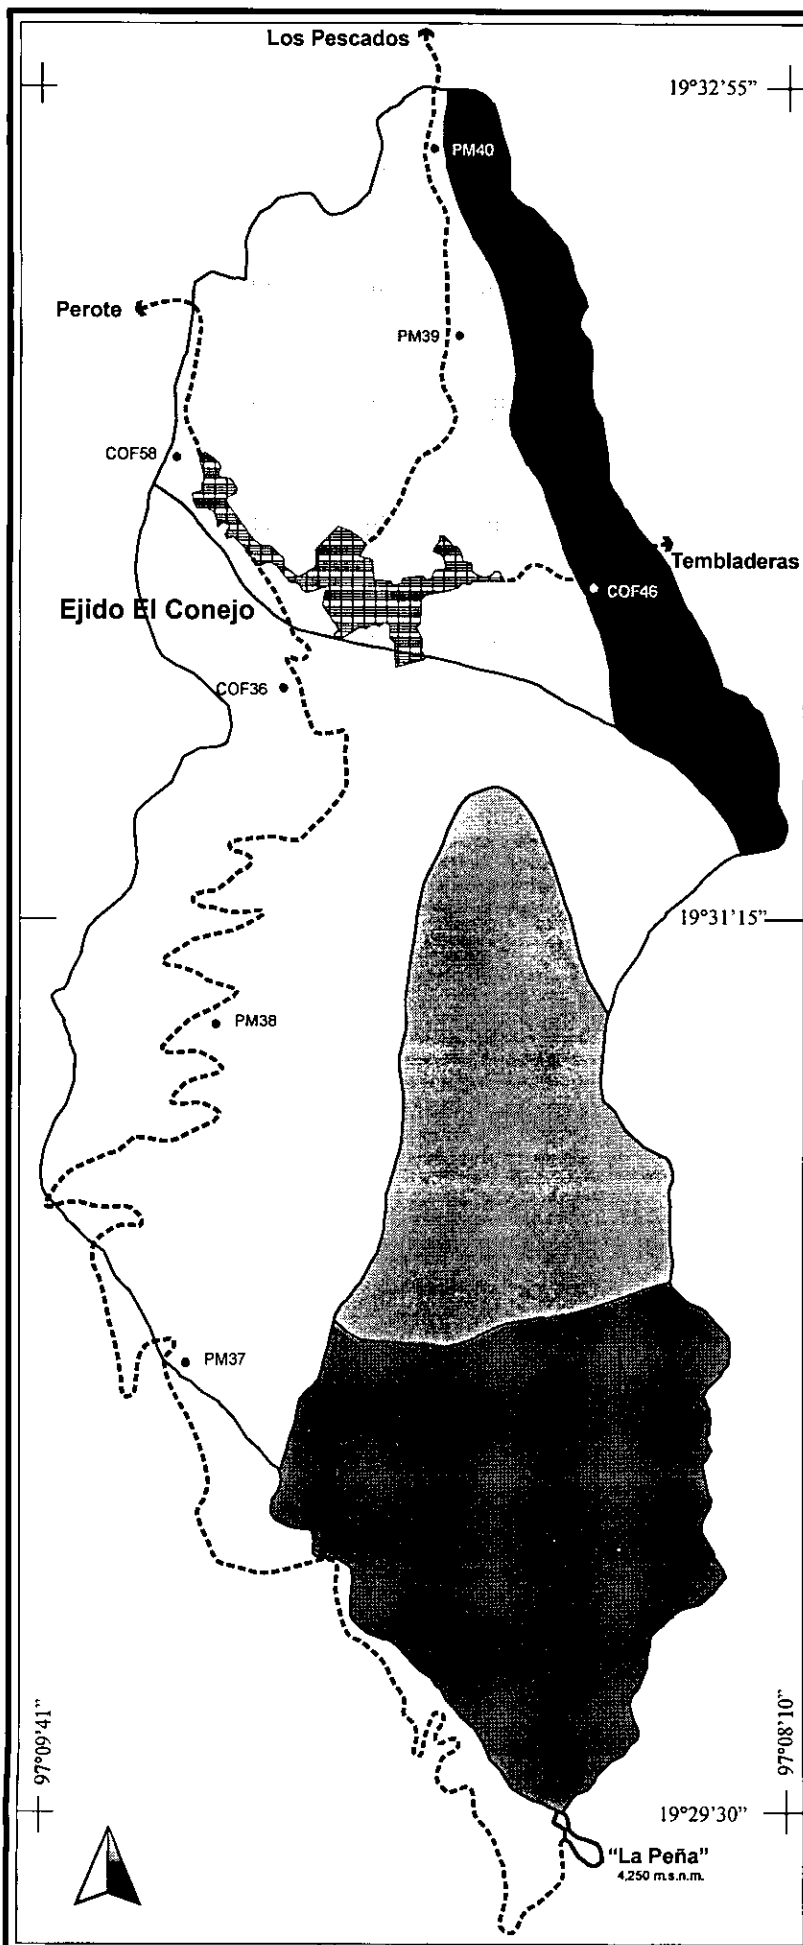 Los Pescados
19°32'55"
PM40
Perote
PM39
COF58
Tembladeras
COF46
Ejido El Conejo
COF36
19°31'15"
PM38
PM37
97°09'41"
97°08'10"
19°29'30"
"La Peña"
4,250 m.s.n.m.